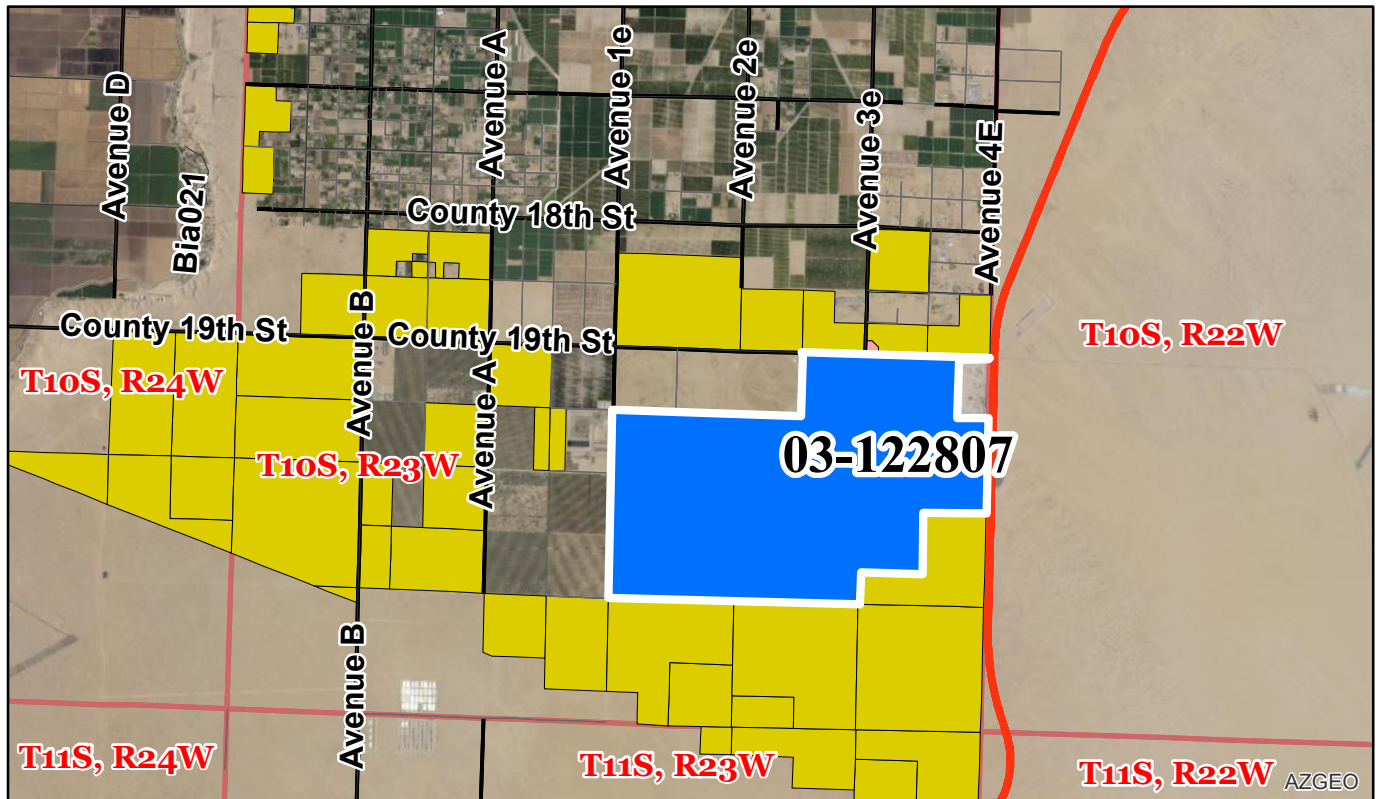 Avenue D
Avenue A
Avenue 1e
Avenue 2e
Avenue 3e
Avenue 4E
Bia021
County 18th St
County 19th St
Avenue B
County 19th St
T10S, R22W
T10S, R24W
Avenue A
T10S, R23W
03-122807
Avenue B
T11S, R24W
T11S, R23W
T11S, R22W
AZGEO